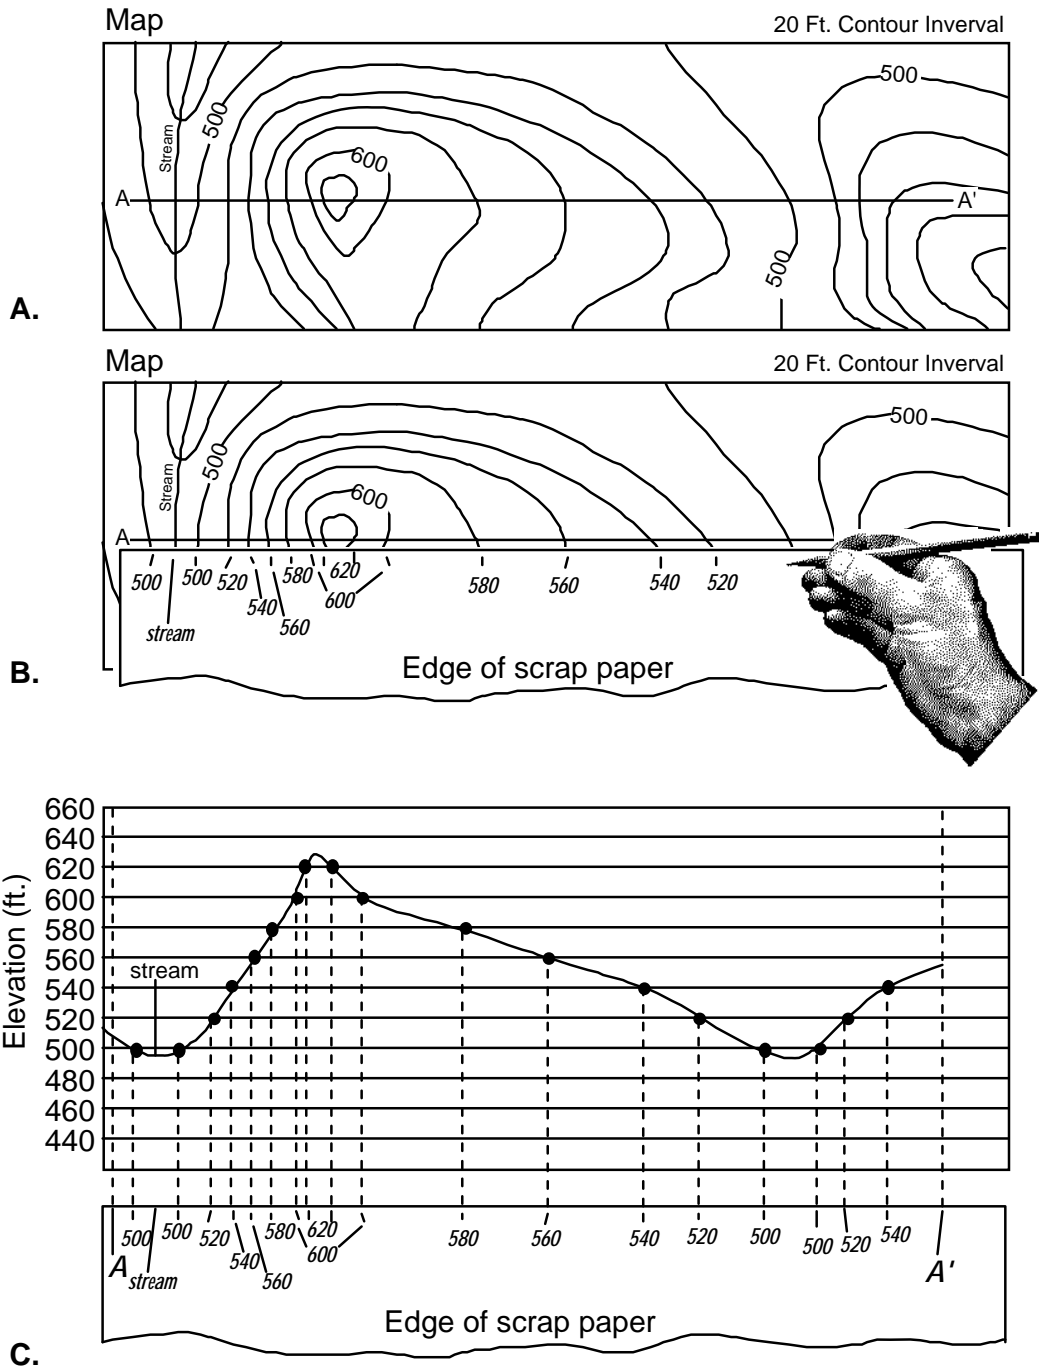 Map
20 Ft. Contour Inverval
500
Stream
500
600
A
A'
500
A.
Map
20 Ft. Contour Inverval
500
500
Stream
600
A
500 500 520 580 620 580 560 540 520
540 600
560
stream
Edge of scrap paper
B.
Elevation (ft.)
660
640
620
600
580
560
stream
540
520
500
480
460
440
500 500 520 580 620 580 560 540 520 500 500 520 540
540 600
A stream 560 A'
Edge of scrap paper
C.